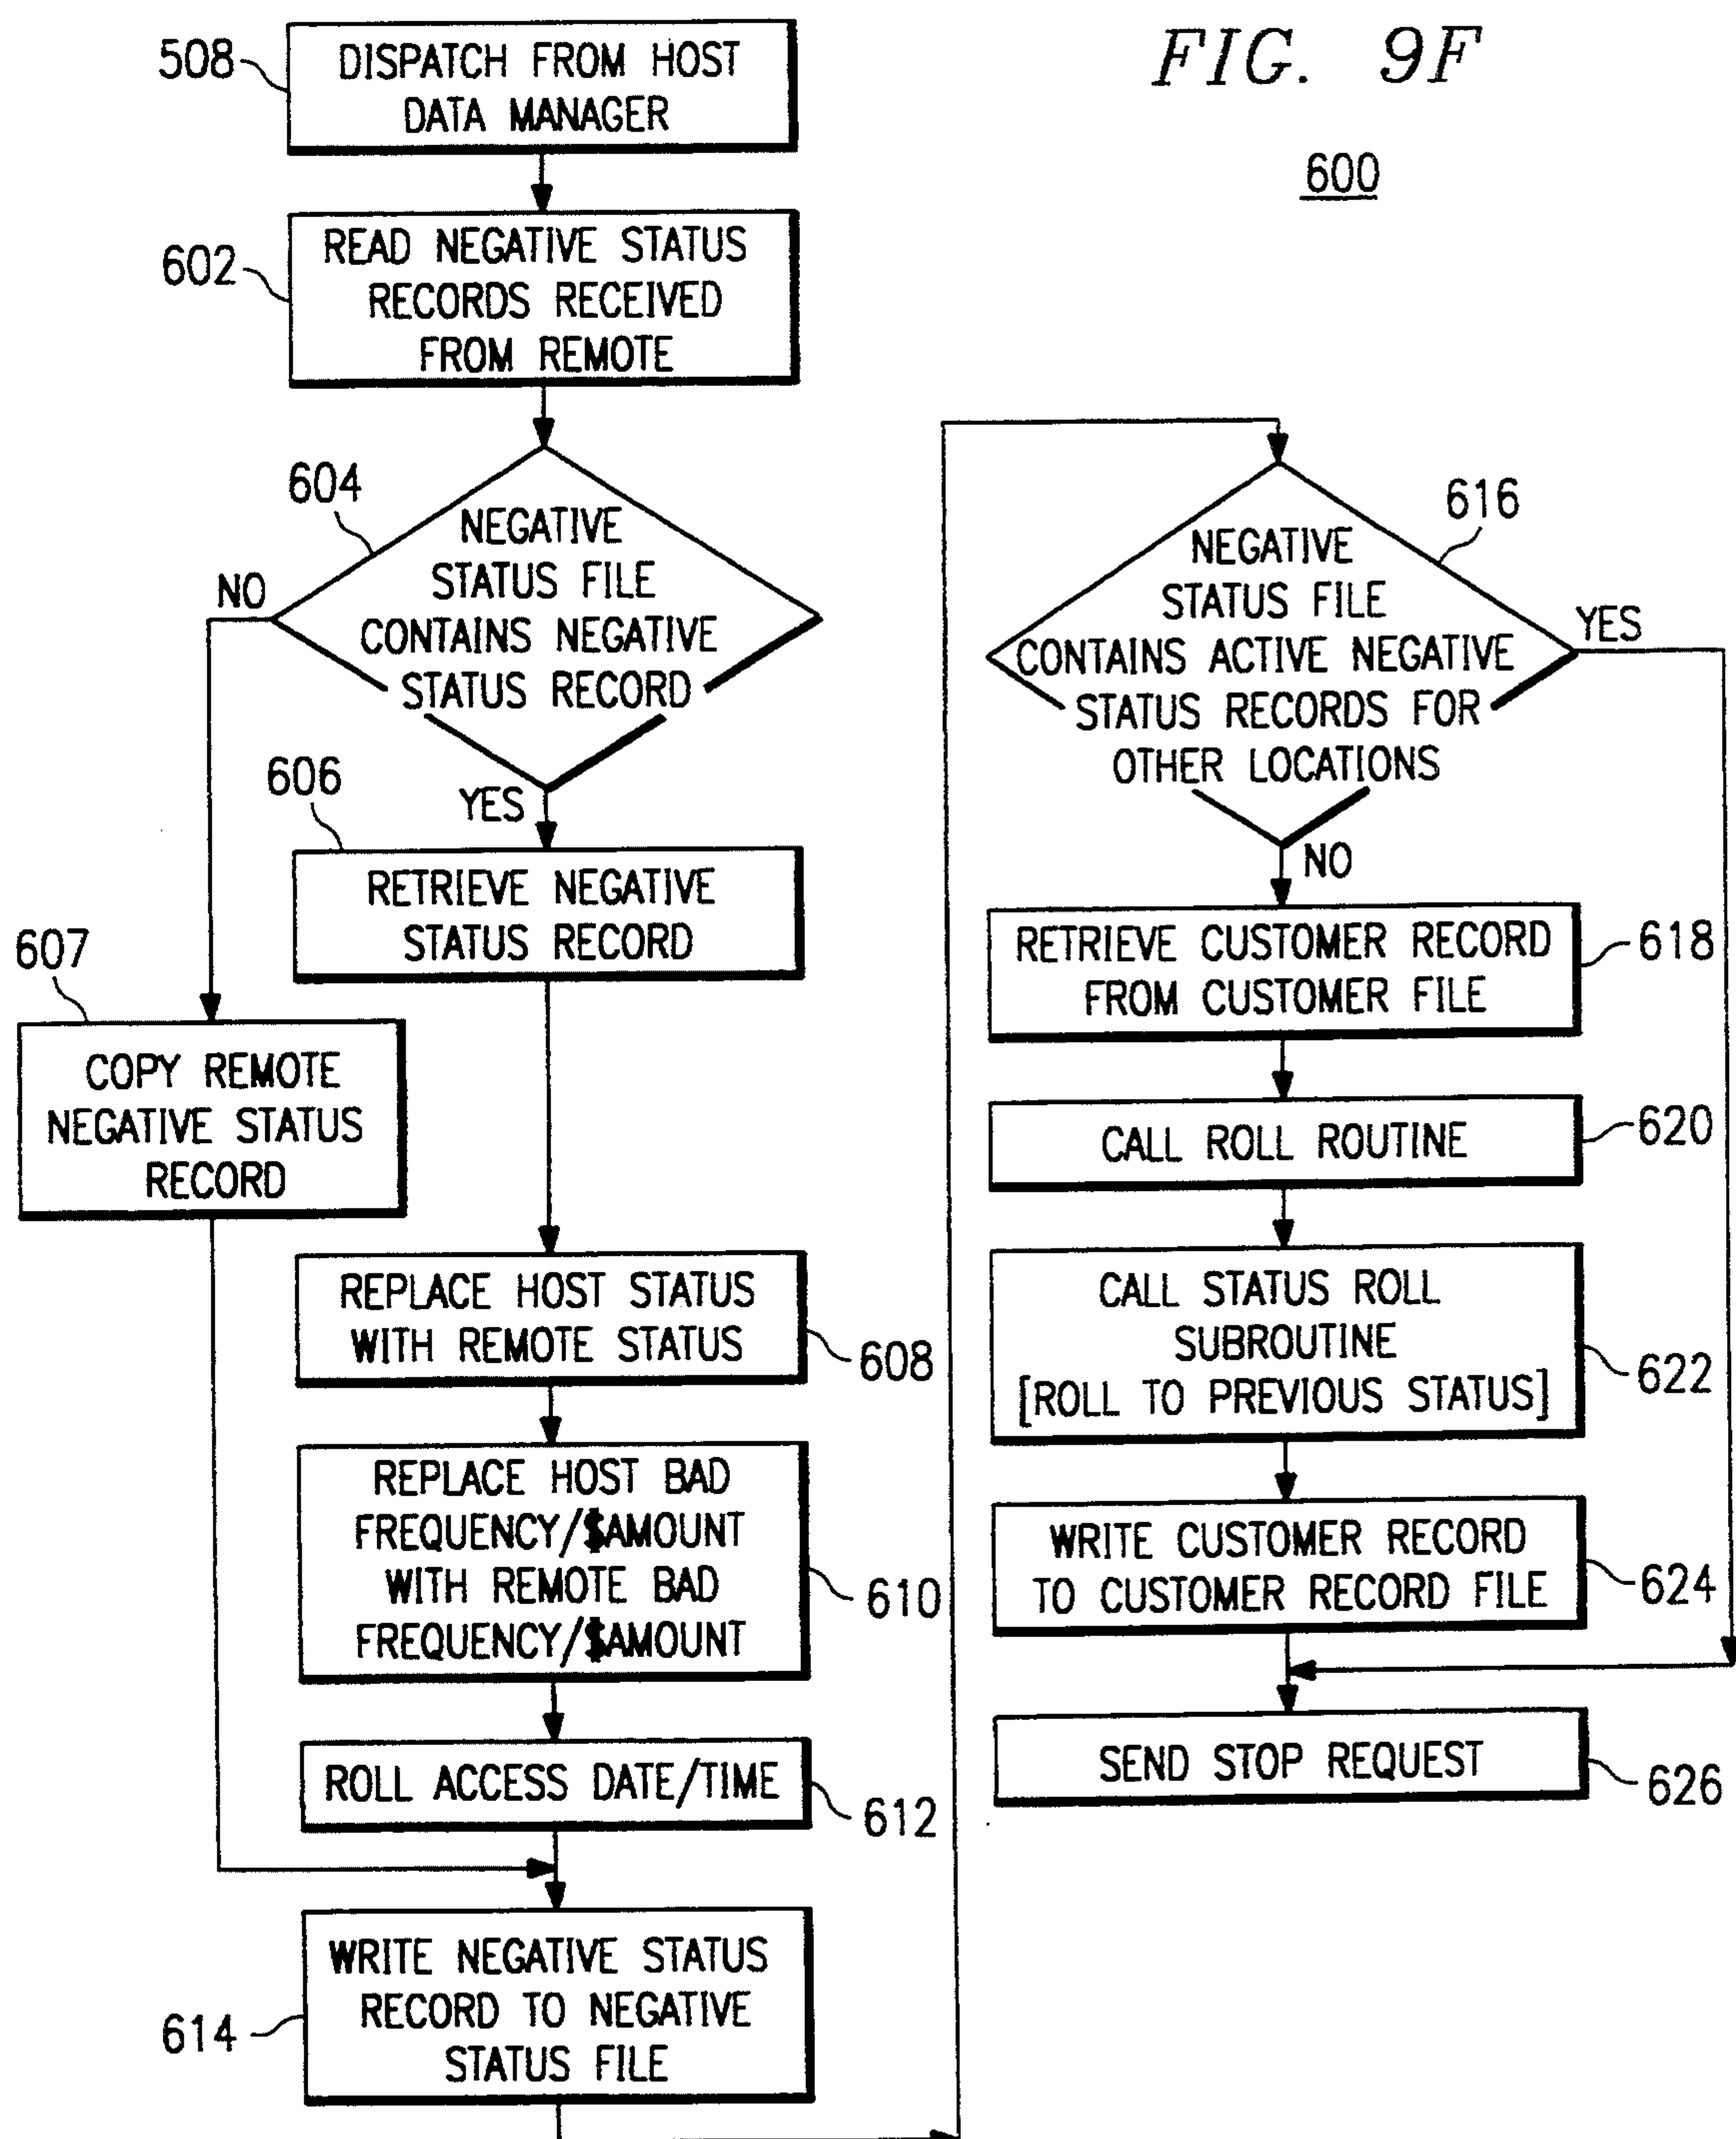 FIG. 9F
600
508
DISPATCH FROM HOST
DATA MANAGER
602
READ NEGATIVE STATUS
RECORDS RECEIVED
FROM REMOTE
604
NEGATIVE
STATUS FILE
CONTAINS NEGATIVE
STATUS RECORD
NO
YES
606
RETRIEVE NEGATIVE
STATUS RECORD
607
COPY REMOTE
NEGATIVE STATUS
RECORD
REPLACE HOST STATUS
WITH REMOTE STATUS
608
REPLACE HOST BAD
FREQUENCY/$AMOUNT
WITH REMOTE BAD
FREQUENCY/$AMOUNT
610
ROLL ACCESS DATE/TIME
612
614
WRITE NEGATIVE STATUS
RECORD TO NEGATIVE
STATUS FILE
616
NEGATIVE
STATUS FILE
CONTAINS ACTIVE NEGATIVE
STATUS RECORDS FOR
OTHER LOCATIONS
YES
NO
RETRIEVE CUSTOMER RECORD
FROM CUSTOMER FILE
618
CALL ROLL ROUTINE
620
CALL STATUS ROLL
SUBROUTINE
[ROLL TO PREVIOUS STATUS]
622
WRITE CUSTOMER RECORD
TO CUSTOMER RECORD FILE
624
SEND STOP REQUEST
626